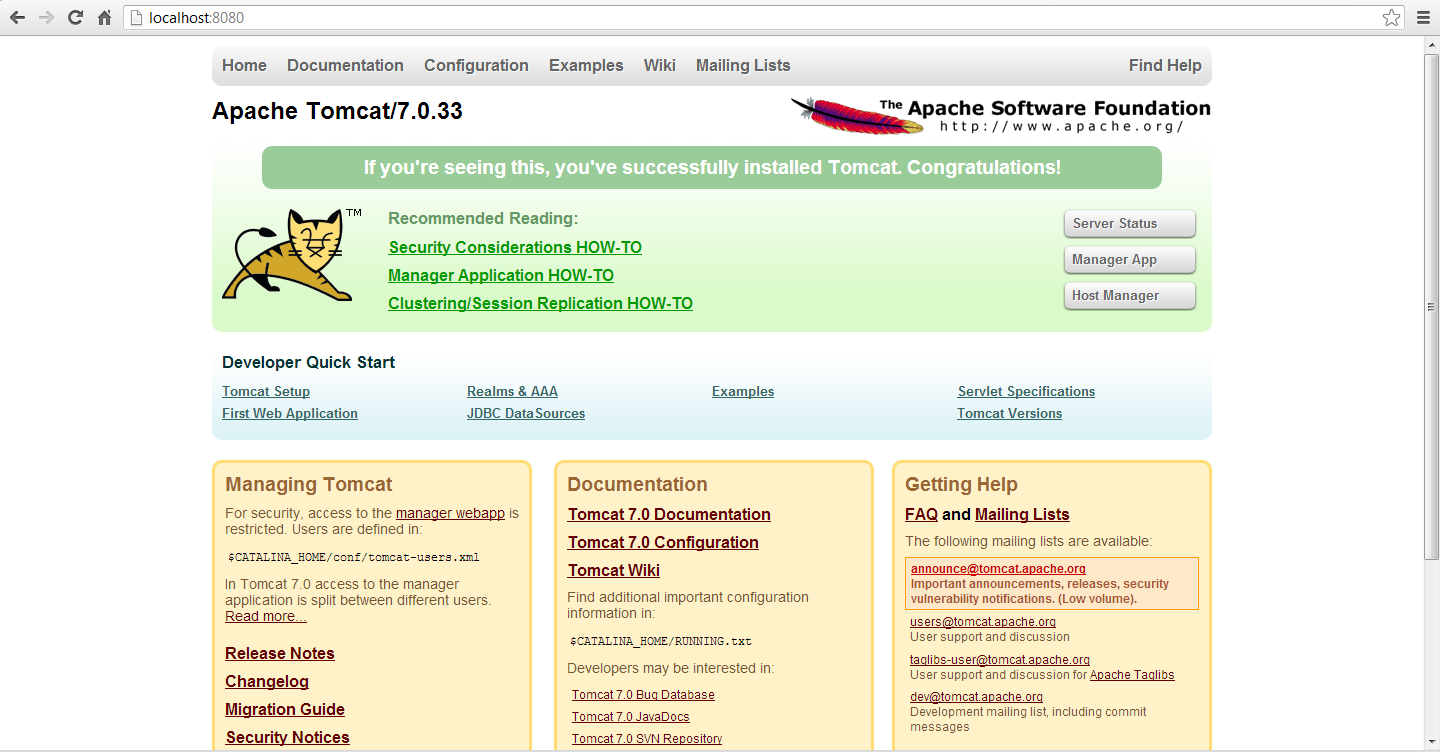 localhost:8080
Home Documentation Configuration Examples Wiki Mailing Lists Find Help
Apache Tomcat/7.0.33
The Apache Software Foundation
http://www.apache.org/
If you're seeing this, you've successfully installed Tomcat. Congratulations!
TM
Recommended Reading:
Security Considerations HOW-TO
Manager Application HOW-TO
Clustering/Session Replication HOW-TO
Server Status
Manager App
Host Manager
Developer Quick Start
Tomcat Setup
First Web Application
Realms & AAA
JDBC DataSources
Examples
Servlet Specifications
Tomcat Versions
Managing Tomcat
For security, access to the manager webapp is
restricted. Users are defined in:
$CATALINA_HOME/conf/tomcat-users.xml
In Tomcat 7.0 access to the manager
application is split between different users.
Read more...
Release Notes
Changelog
Migration Guide
Security Notices
Documentation
Tomcat 7.0 Documentation
Tomcat 7.0 Configuration
Tomcat Wiki
Find additional important configuration
information in:
$CATALINA_HOME/RUNNING.txt
Developers may be interested in:
Tomcat 7.0 Bug Database
Tomcat 7.0 JavaDocs
Tomcat 7.0 SVN Repository
Getting Help
FAQ and Mailing Lists
The following mailing lists are available:
announce@tomcat.apache.org
Important announcements, releases, security
vulnerability notifications. (Low volume).
users@tomcat.apache.org
User support and discussion
taglibs-user@tomcat.apache.org
User support and discussion for Apache Taglibs
dev@tomcat.apache.org
Development mailing list, including commit
messages